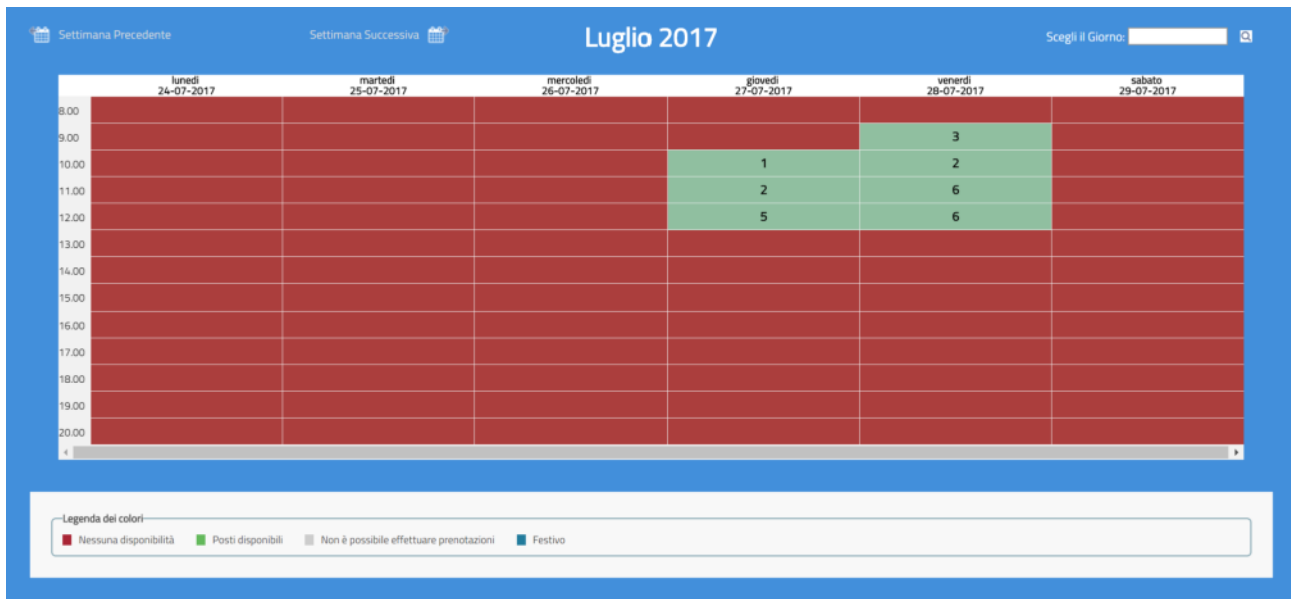 Settimana Precedente Settimana Successiva Luglio 2017 Scegli il Giorno:
lunedì martedì mercoledì giovedì venerdì sabato
24-07-2017 25-07-2017 26-07-2017 27-07-2017 28-07-2017 29-07-2017
8.00
9.00 3
10.00 1 2
11.00 2 6
12.00 5 6
13.00
14.00
15.00
16.00
17.00
18.00
19.00
20.00
Legenda dei colori
Nessuna disponibilità Posti disponibili Non è possibile effettuare prenotazioni Festivo